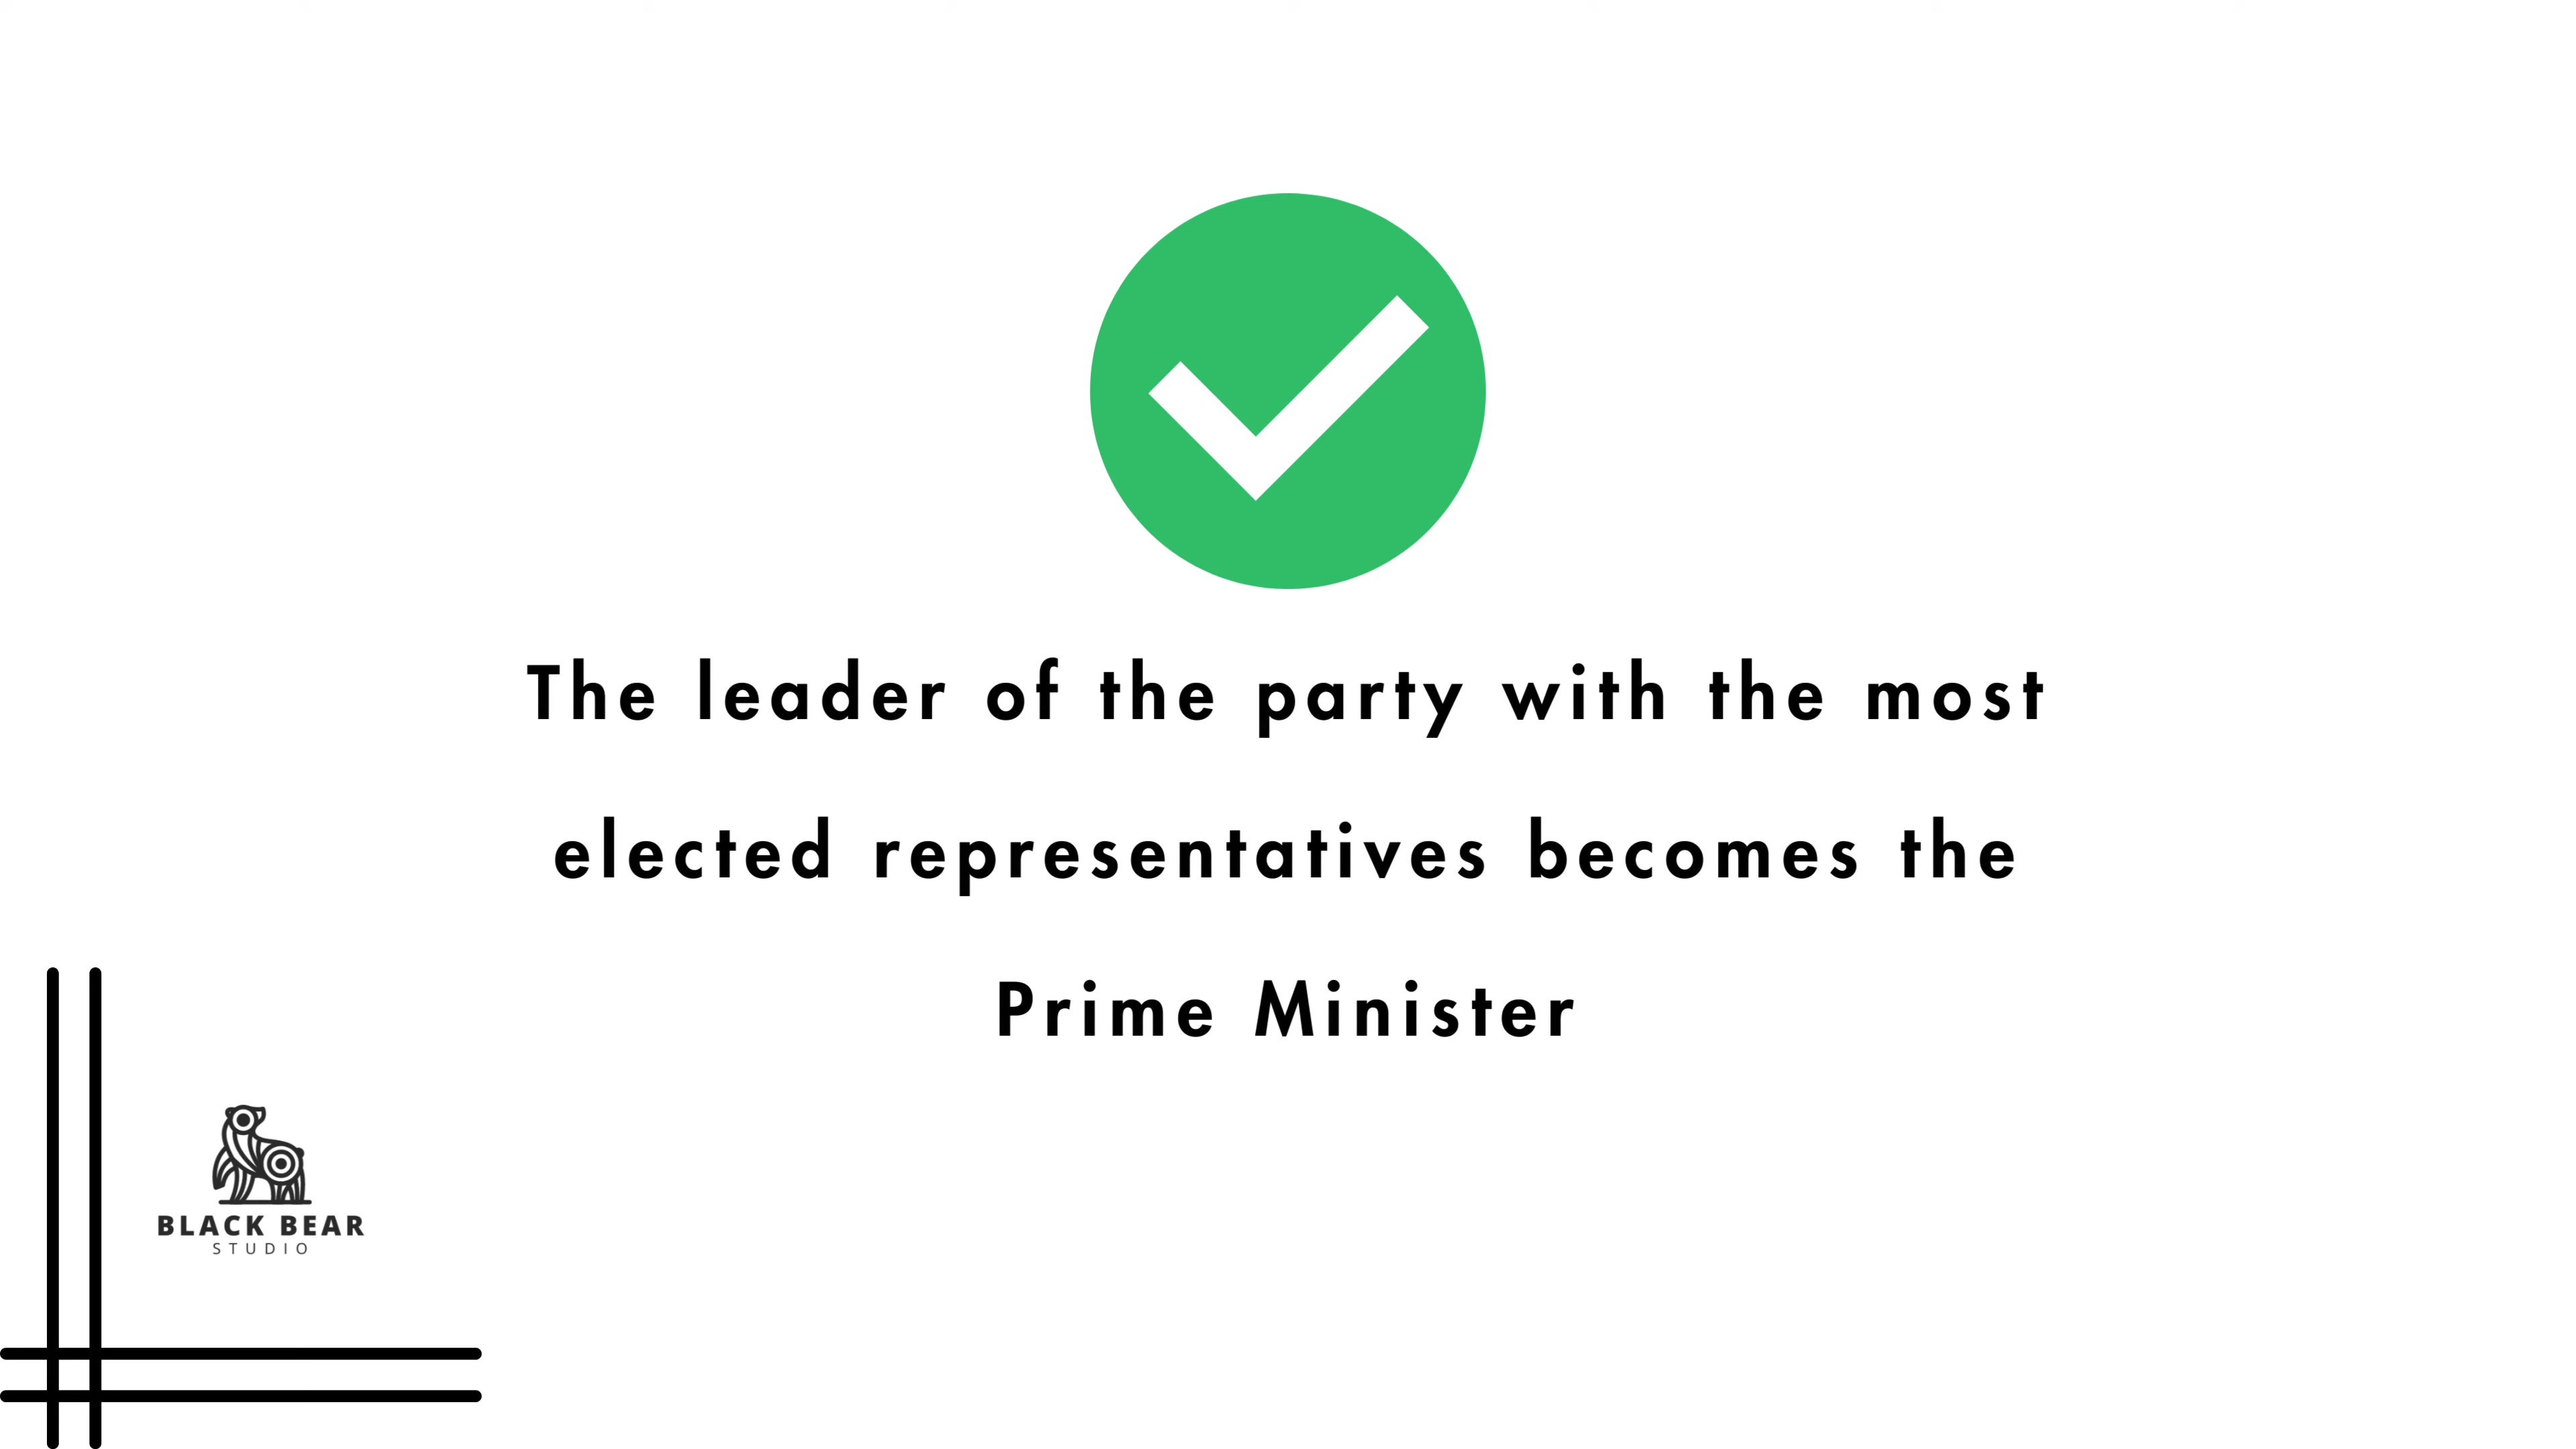 The leader of the party with the most
elected representatives becomes the
Prime Minister
BLACK BEAR
STUDIO